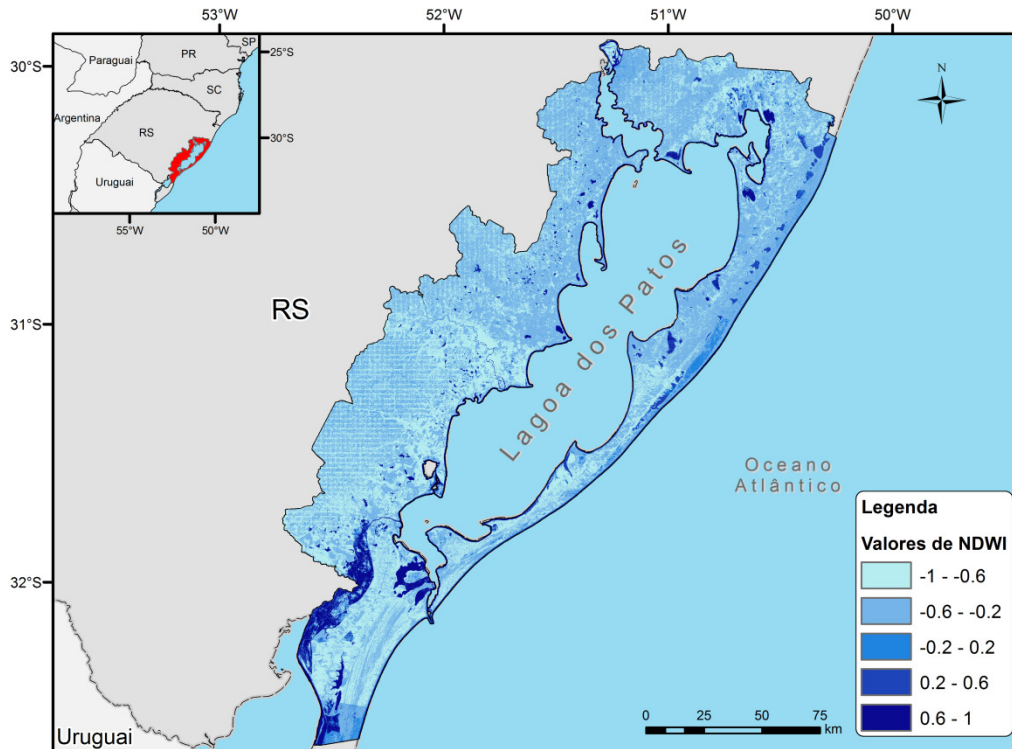 53°W
52°W
51°W
50°W
30°S
31°S
32°S
SP
25°S
PR
Paraguai
SC
Argentina
30°S
RS
Uruguai
55°W
50°W
N
RS
Lagoa dos Patos
Oceano
Atlântico
Legenda
Valores de NDWI
-1 - -0.6
-0.6 - -0.2
-0.2 - 0.2
0.2 - 0.6
0.6 - 1
0 25 50 75
km
Uruguai